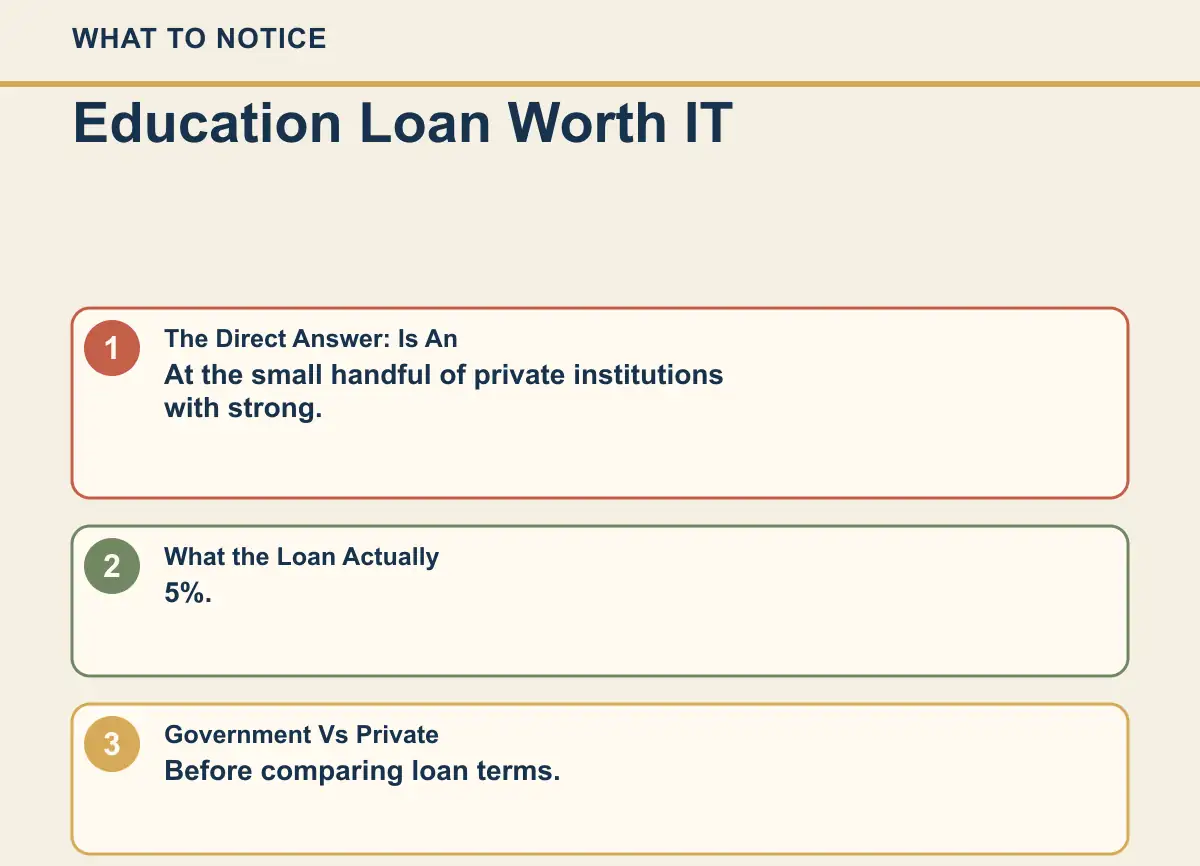 WHAT TO NOTICE
Education Loan Worth IT
1
The Direct Answer: Is An
At the small handful of private institutions
with strong.
2
What the Loan Actually
5%.
3
Government Vs Private
Before comparing loan terms.